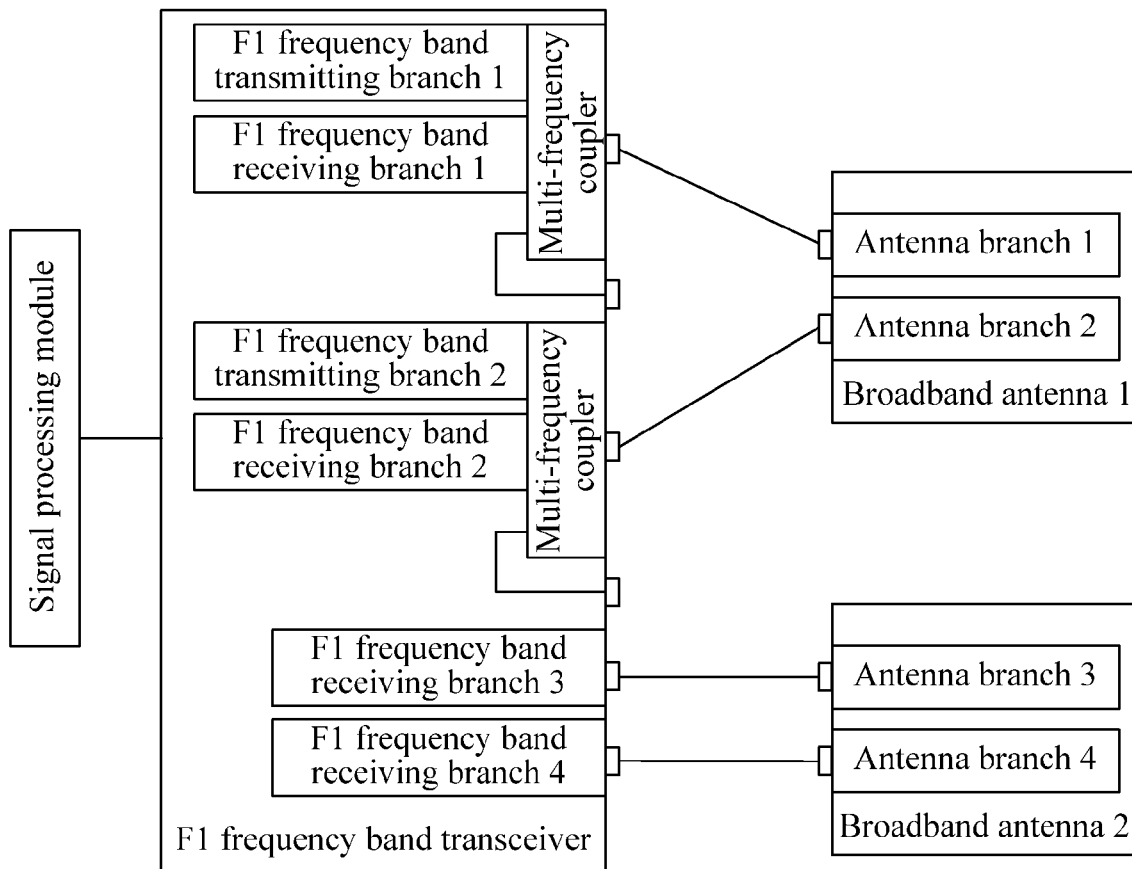 Signal processing module
F1 frequency band
transmitting branch 1
F1 frequency band
receiving branch 1
Multi-frequency
coupler
F1 frequency band
transmitting branch 2
F1 frequency band
receiving branch 2
Multi-frequency
coupler
F1 frequency band
receiving branch 3
F1 frequency band
receiving branch 4
F1 frequency band transceiver
Antenna branch 1
Antenna branch 2
Broadband antenna 1
Antenna branch 3
Antenna branch 4
Broadband antenna 2